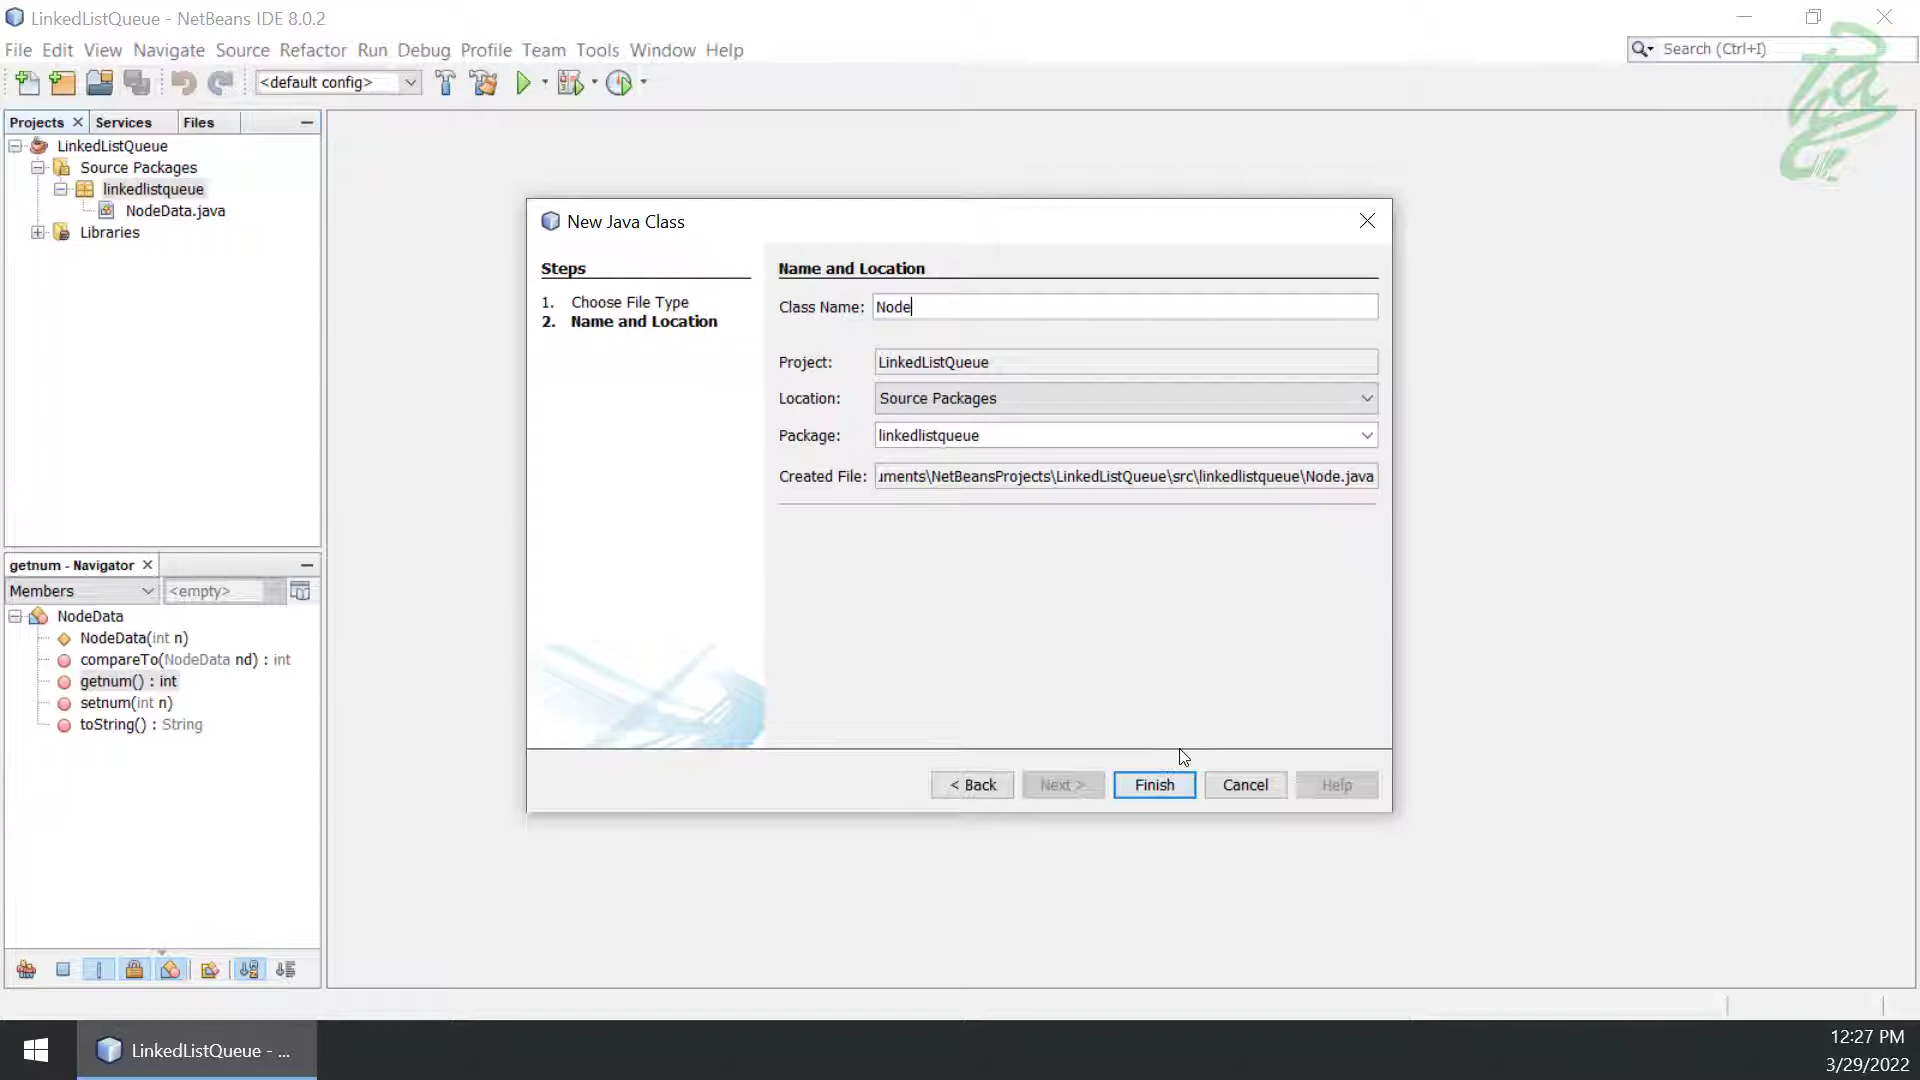 LinkedListQueue - NetBeans IDE 8.0.2
File Edit View Navigate Source Refactor Run Debug Profile Team Tools Window Help
Search (Ctrl+I)
<default config>
Projects Services Files
LinkedListQueue
Source Packages
linkedlistqueue
NodeData.java
Libraries
New Java Class
Steps
1. Choose File Type
2. Name and Location
Name and Location
Class Name: Node
Project: LinkedListQueue
Location: Source Packages
Package: linkedlistqueue
Created File: uments\NetBeansProjects\LinkedListQueue\src\linkedlistqueue\Node.java
< Back Next > Finish Cancel Help
getnum - Navigator
Members <empty>
NodeData
NodeData(int n)
compareTo(NodeData nd) : int
getnum() : int
setnum(int n)
toString() : String
LinkedListQueue - ...
12:27 PM
3/29/2022